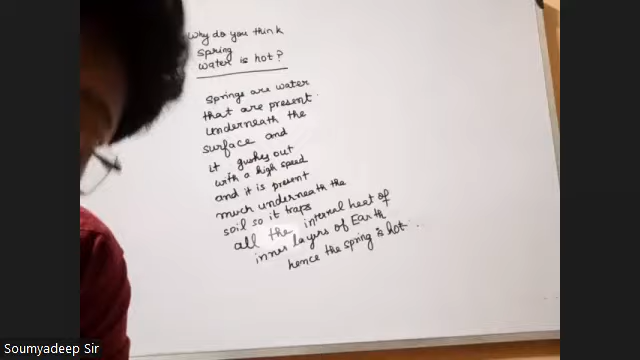 Why do you think
Spring
water is hot?
Springs are water
that are present.
underneath the
surface and
it gushes out
with a high speed
and it is present
much underneath the
soil so it traps
all the internal heat of
inner layers of Earth
hence the spring is hot.
Soumyadeep Sir